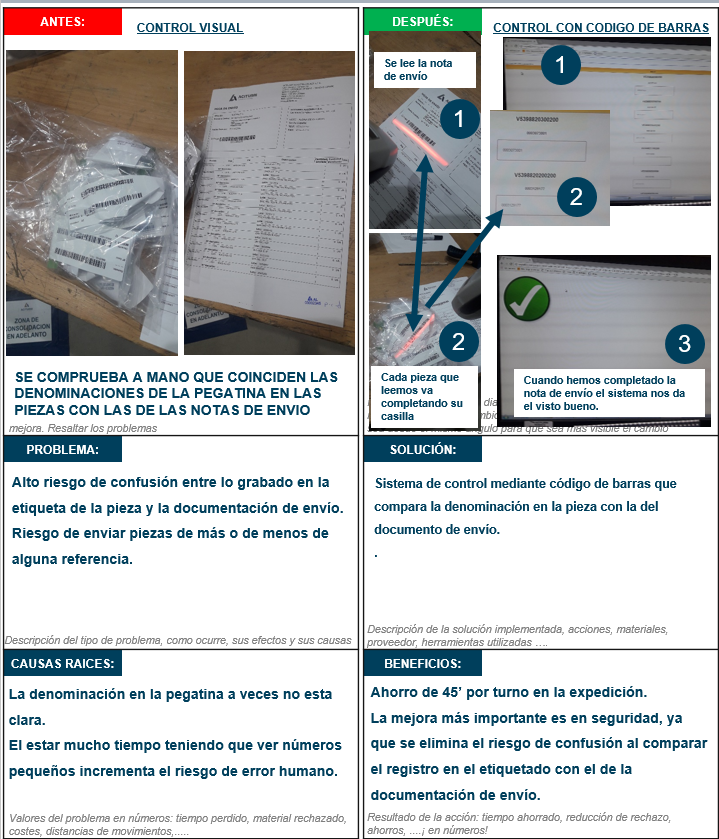 ANTES:
CONTROL VISUAL
ZONA DE
CONSOLIDACION
EN ADELANTO
SE COMPRUEBA A MANO QUE COINCIDEN LAS
DENOMINACIONES DE LA PEGATINA EN LAS
PIEZAS CON LAS DE LAS NOTAS DE ENVIO
mejora. Resaltar los problemas
DESPUÉS:
CONTROL CON CODIGO DE BARRAS
Se lee la nota
de envío
1
1
V5398820300200
V5398820200200
2
2
Cada pieza que
leemos va
completando su
casilla
3
Cuando hemos completado la
nota de envío el sistema nos da
el visto bueno.
para que sea más visible el cambio
PROBLEMA:
Alto riesgo de confusión entre lo grabado en la
etiqueta de la pieza y la documentación de envío.
Riesgo de enviar piezas de más o de menos de
alguna referencia.
Descripción del tipo de problema, como ocurre, sus efectos y sus causas
SOLUCIÓN:
Sistema de control mediante código de barras que
compara la denominación en la pieza con la del
documento de envío.
.
Descripción de la solución implementada, acciones, materiales,
proveedor, herramientas utilizadas ....
CAUSAS RAICES:
La denominación en la pegatina a veces no esta
clara.
El estar mucho tiempo teniendo que ver números
pequeños incrementa el riesgo de error humano.
Valores del problema en números: tiempo perdido, material rechazado,
costes, distancias de movimientos,.....
BENEFICIOS:
Ahorro de 45' por turno en la expedición.
La mejora más importante es en seguridad, ya
que se elimina el riesgo de confusión al comparar
el registro en el etiquetado con el de la
documentación de envío.
Resultado de la acción: tiempo ahorrado, reducción de rechazo,
ahorros, ....¡ en números!